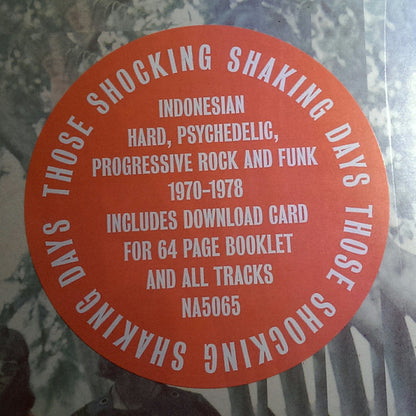 THOSE SHOCKING SHAKING DAYS THOSE SHOCKING SHAKING DAYS
INDONESIAN
HARD, PSYCHEDELIC,
PROGRESSIVE ROCK AND FUNK
1970–1978
INCLUDES DOWNLOAD CARD
FOR 64 PAGE BOOKLET
AND ALL TRACKS
NA5065